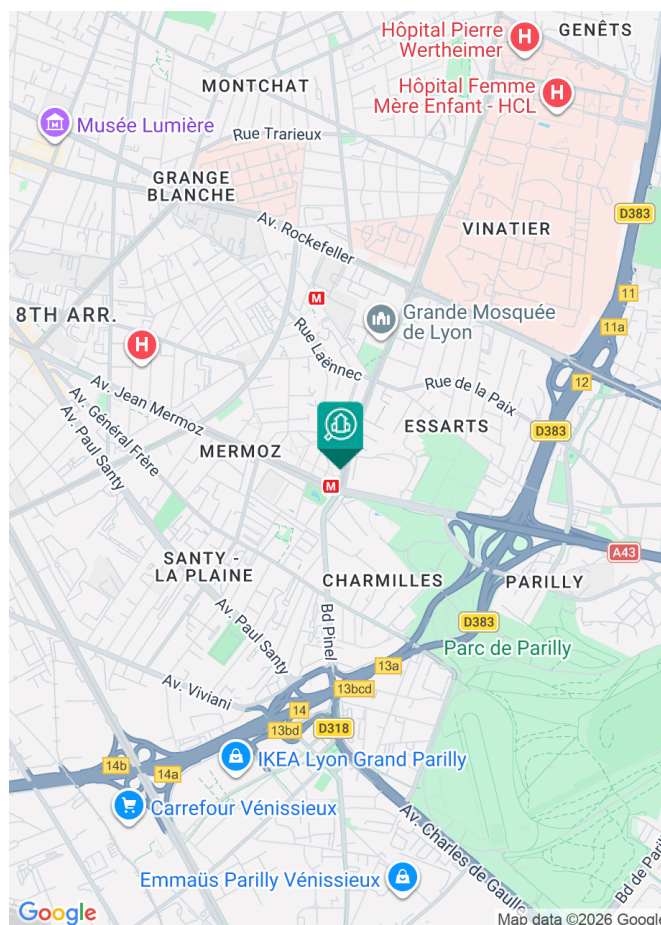 Hôpital Pierre
Wertheimer
GENÊTS
MONTCHAT
Hôpital Femme
Mère Enfant - HCL
H
H
Musée Lumière
Rue Trarieux
GRANGE
BLANCHE
D383
Av. Rockefeller
VINATIER
11
M
8TH ARR.
Grande Mosquée
de Lyon
11a
H
Rue Laënnec
12
Av. Jean Mermoz
Rue de la Paix
Av. Général Frère
Av. Paul Santy
ESSARTS
D383
MERMOZ
M
A43
SANTY -
LA PLAINE
CHARMILLES
PARILLY
Av. Paul Santy
Bd Pinel
D383
Parc de Parilly
13a
Av. Viviani
13bcd
14
13bd
D318
14b
14a
IKEA Lyon Grand Parilly
Carrefour Vénissieux
Av. Charles de Gaulle
Emmaüs Parilly Vénissieux
Bd de Paril
Google
Map data ©2026 Google